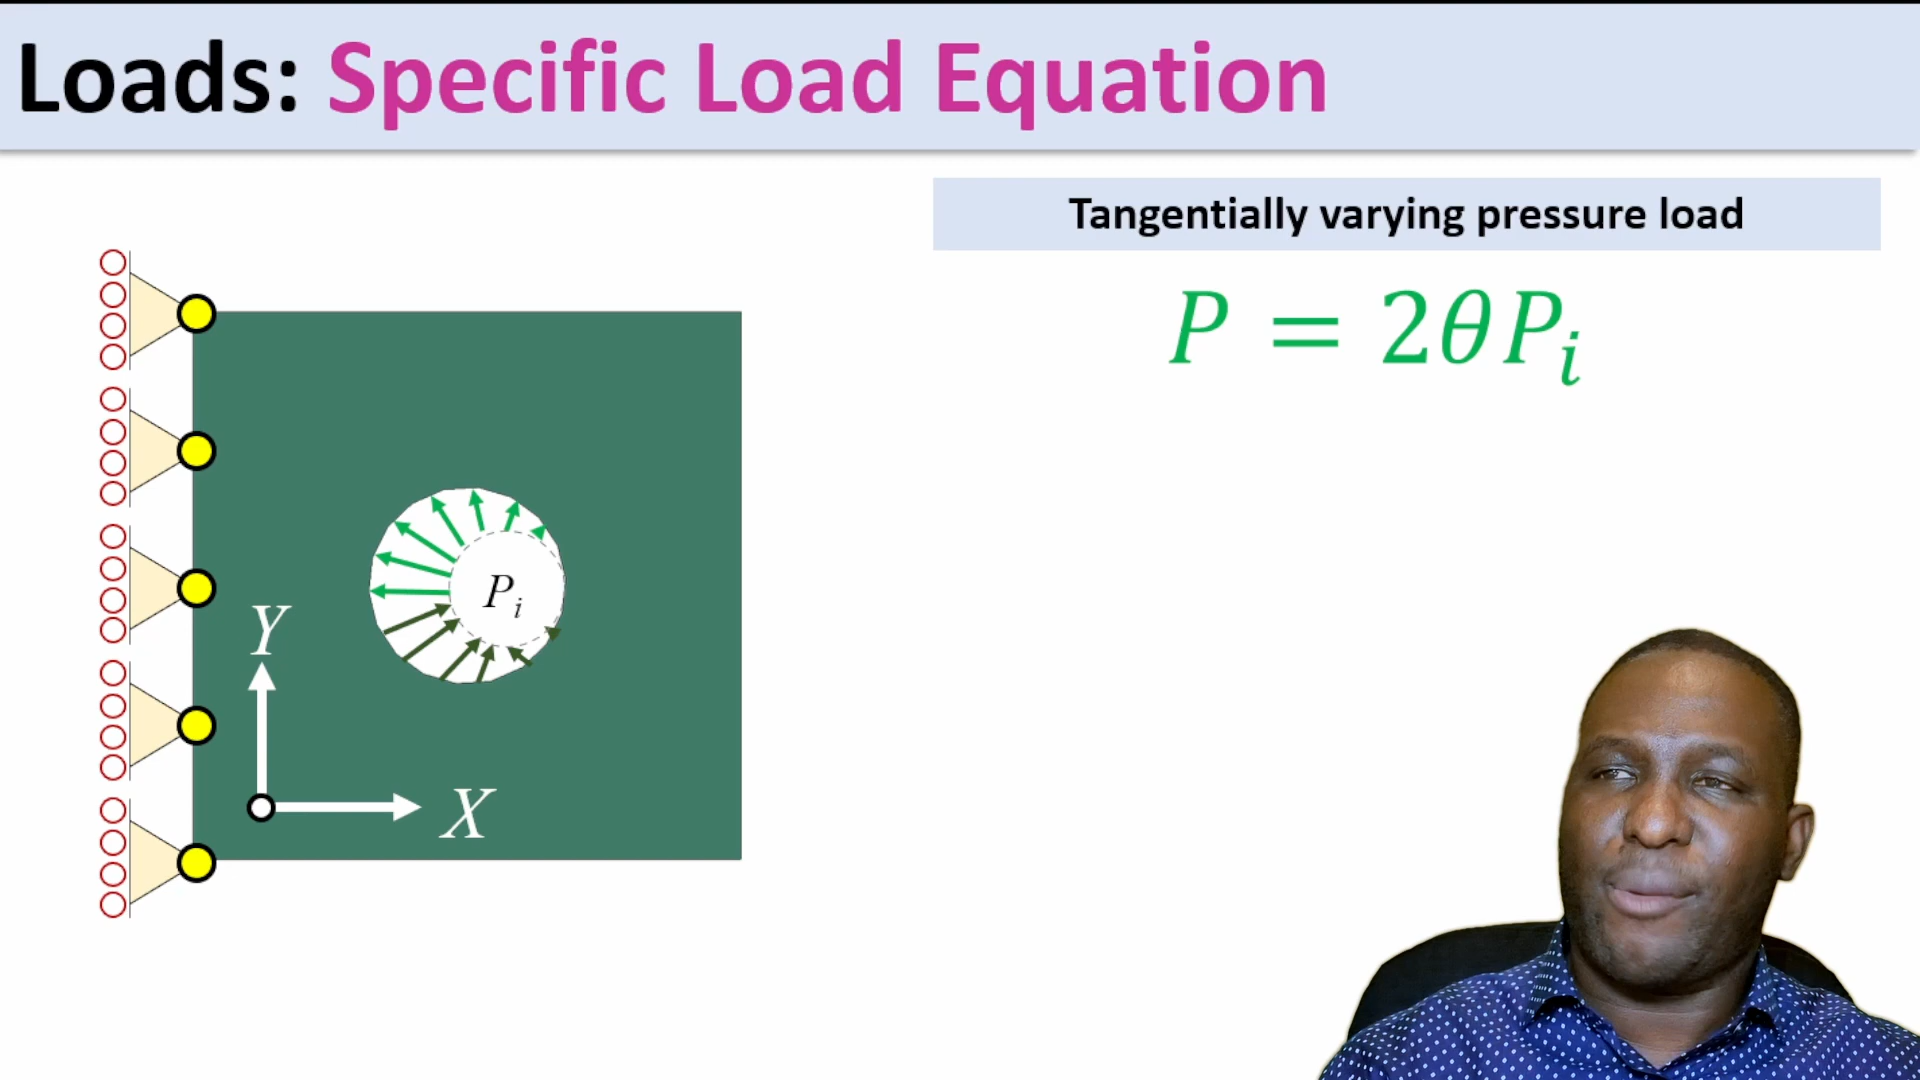 Loads: Specific Load Equation
Tangentially varying pressure load
P = 2θP_i
P_i
Y
X